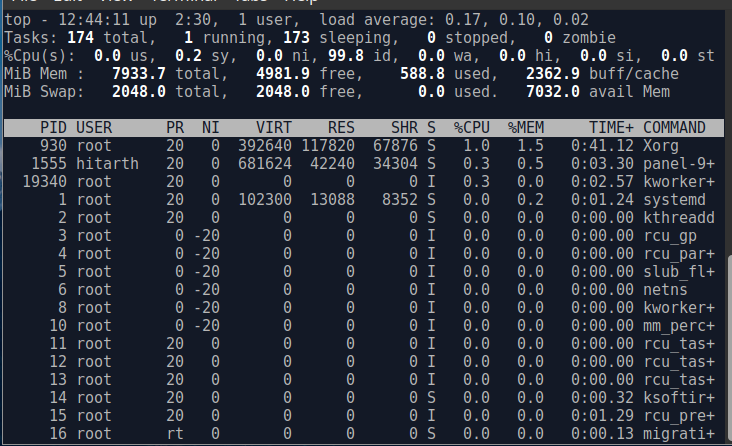 top - 12:44:11 up  2:30,  1 user,  load average: 0.17, 0.10, 0.02
Tasks: 174 total,   1 running, 173 sleeping,   0 stopped,   0 zombie
%Cpu(s):  0.0 us,  0.2 sy,  0.0 ni, 99.8 id,  0.0 wa,  0.0 hi,  0.0 si,  0.0 st
MiB Mem :   7933.7 total,   4981.9 free,    588.8 used,   2362.9 buff/cache
MiB Swap:   2048.0 total,   2048.0 free,      0.0 used.   7032.0 avail Mem
PID USER      PR  NI    VIRT    RES    SHR S  %CPU  %MEM     TIME+ COMMAND
930 root      20   0  392640 117820  67876 S   1.0   1.5   0:41.12 Xorg
1555 hitarth   20   0  681624  42240  34304 S   0.3   0.5   0:03.30 panel-9+
19340 root      20   0       0      0      0 I   0.3   0.0   0:02.57 kworker+
1 root      20   0  102300  13088   8352 S   0.0   0.2   0:01.24 systemd
2 root      20   0       0      0      0 S   0.0   0.0   0:00.00 kthreadd
3 root       0 -20       0      0      0 I   0.0   0.0   0:00.00 rcu_gp
4 root       0 -20       0      0      0 I   0.0   0.0   0:00.00 rcu_par+
5 root       0 -20       0      0      0 I   0.0   0.0   0:00.00 slub_fl+
6 root       0 -20       0      0      0 I   0.0   0.0   0:00.00 netns
8 root       0 -20       0      0      0 I   0.0   0.0   0:00.00 kworker+
10 root       0 -20       0      0      0 I   0.0   0.0   0:00.00 mm_perc+
11 root      20   0       0      0      0 I   0.0   0.0   0:00.00 rcu_tas+
12 root      20   0       0      0      0 I   0.0   0.0   0:00.00 rcu_tas+
13 root      20   0       0      0      0 I   0.0   0.0   0:00.00 rcu_tas+
14 root      20   0       0      0      0 S   0.0   0.0   0:00.32 ksoftir+
15 root      20   0       0      0      0 I   0.0   0.0   0:01.29 rcu_pre+
16 root      rt   0       0      0      0 S   0.0   0.0   0:00.13 migrati+